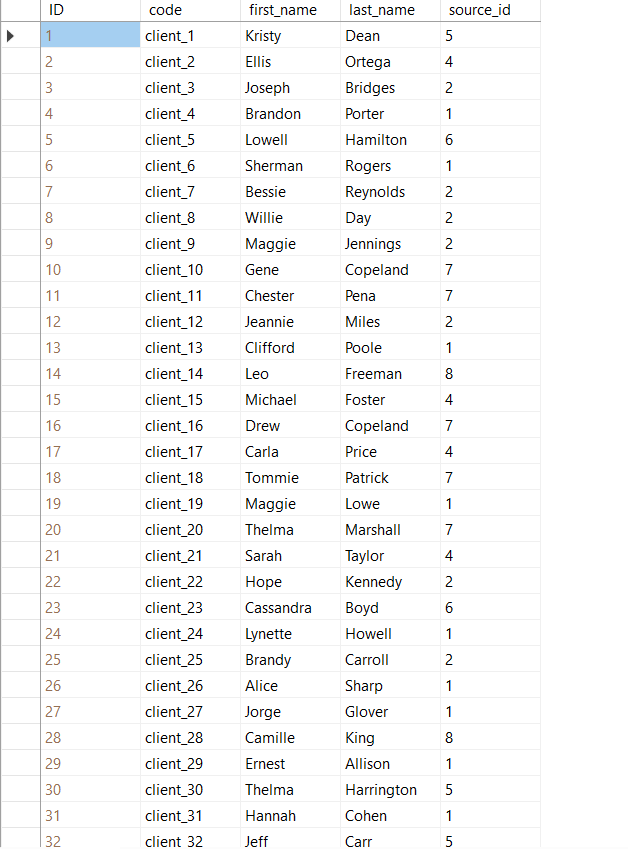 ID code first_name last_name source_id
1 client_1 Kristy Dean 5
2 client_2 Ellis Ortega 4
3 client_3 Joseph Bridges 2
4 client_4 Brandon Porter 1
5 client_5 Lowell Hamilton 6
6 client_6 Sherman Rogers 1
7 client_7 Bessie Reynolds 2
8 client_8 Willie Day 2
9 client_9 Maggie Jennings 2
10 client_10 Gene Copeland 7
11 client_11 Chester Pena 7
12 client_12 Jeannie Miles 2
13 client_13 Clifford Poole 1
14 client_14 Leo Freeman 8
15 client_15 Michael Foster 4
16 client_16 Drew Copeland 7
17 client_17 Carla Price 4
18 client_18 Tommie Patrick 7
19 client_19 Maggie Lowe 1
20 client_20 Thelma Marshall 7
21 client_21 Sarah Taylor 4
22 client_22 Hope Kennedy 2
23 client_23 Cassandra Boyd 6
24 client_24 Lynette Howell 1
25 client_25 Brandy Carroll 2
26 client_26 Alice Sharp 1
27 client_27 Jorge Glover 1
28 client_28 Camille King 8
29 client_29 Ernest Allison 1
30 client_30 Thelma Harrington 5
31 client_31 Hannah Cohen 1
32 client_32 Jeff Carr 5